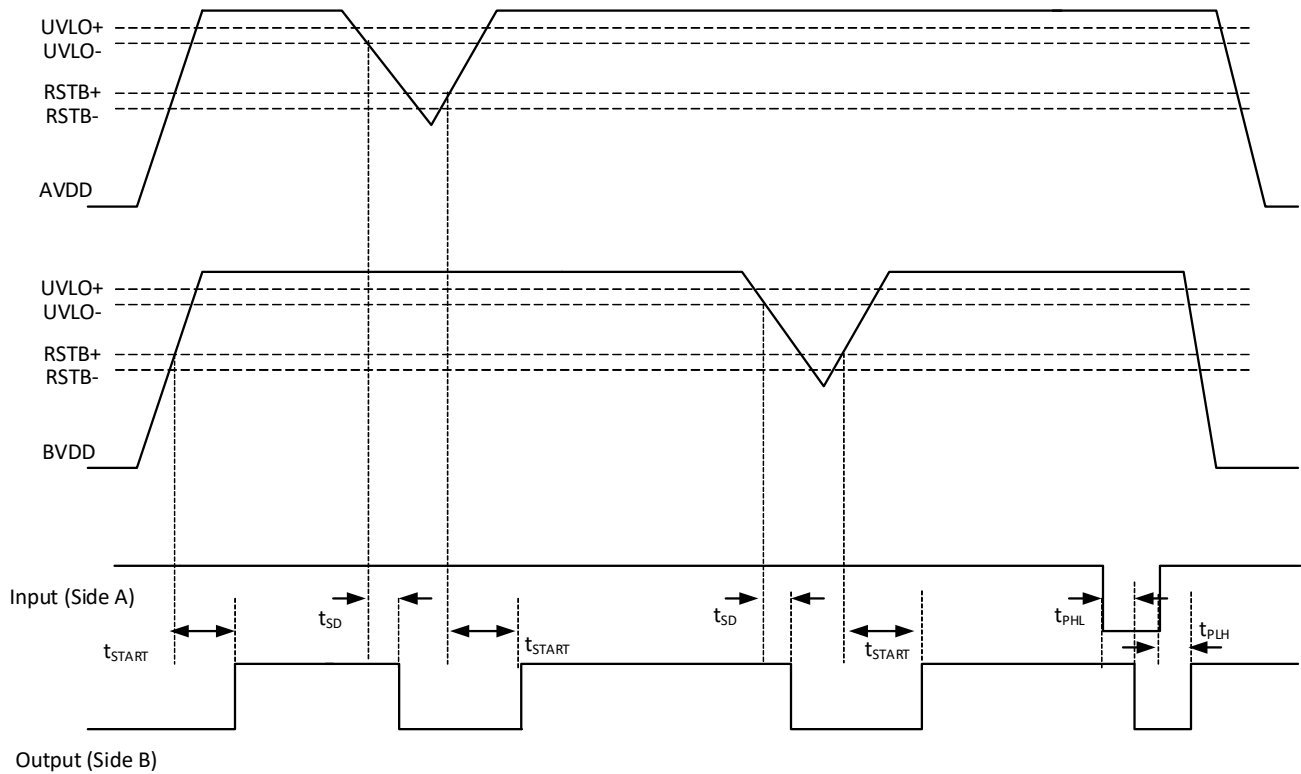 UVLO+
UVLO-
RSTB+
RSTB-
AVDD
UVLO+
UVLO-
RSTB+
RSTB-
BVDD
Input (Side A)
tSD
tSD
tPHL
tSTART
tSTART
tSTART
tPLH
Output (Side B)